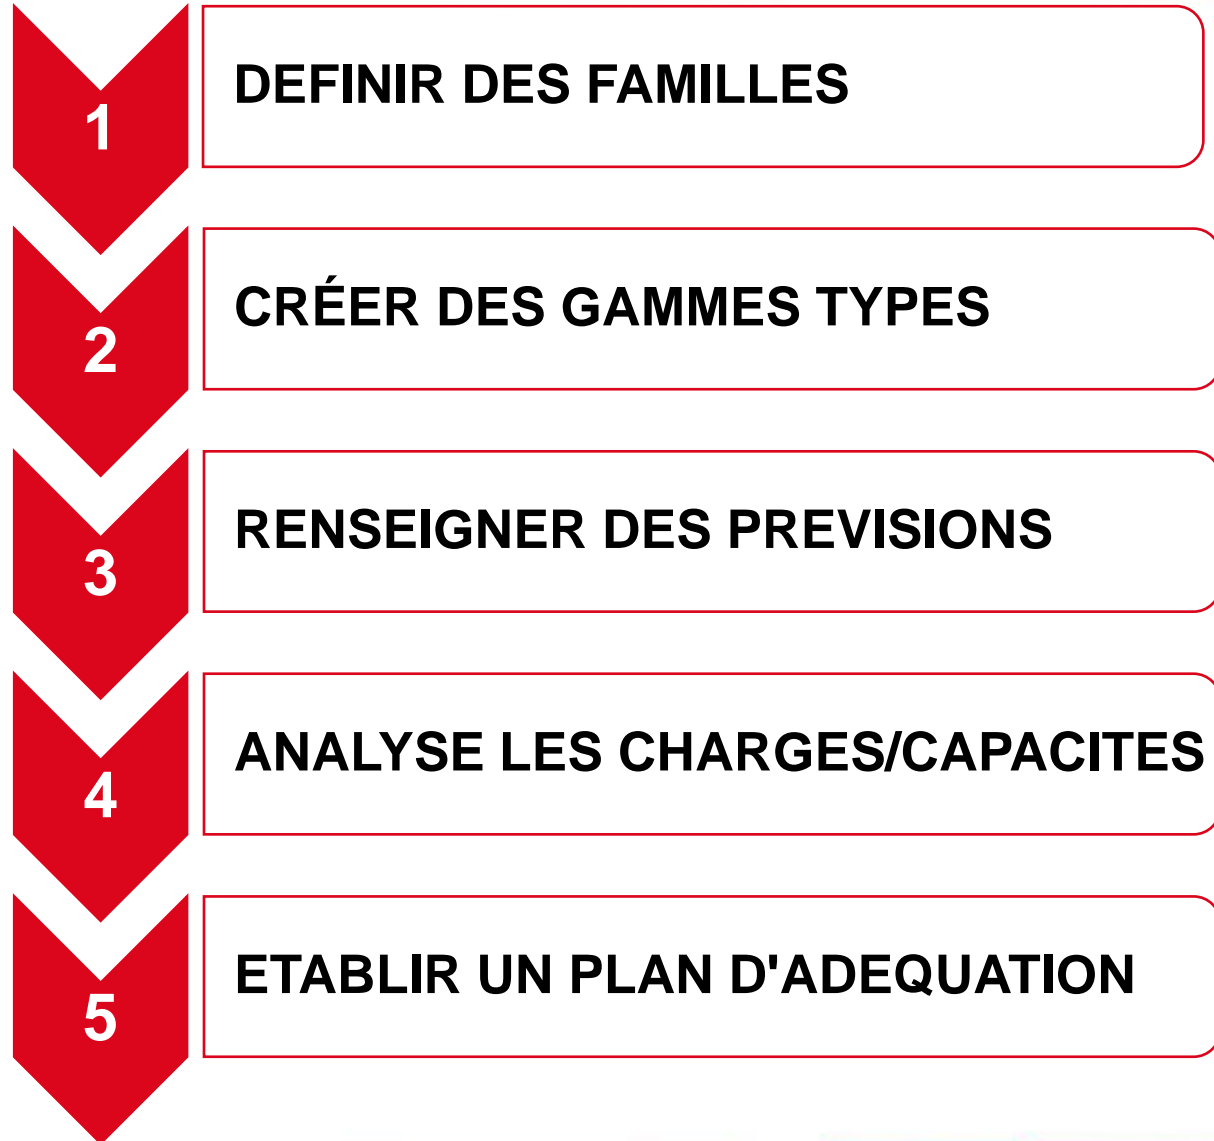 1
DEFINIR DES FAMILLES
2
CRÉER DES GAMMES TYPES
3
RENSEIGNER DES PREVISIONS
4
ANALYSE LES CHARGES/CAPACITES
5
ETABLIR UN PLAN D'ADEQUATION